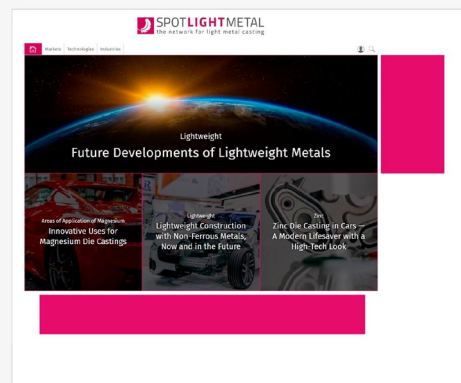 SPOTLIGHTMETAL
the network for light metal casting
Markets Technologies Industries
Lightweight
Future Developments of Lightweight Metals
Areas of Application of Magnesium
Innovative Uses for
Magnesium Die Castings
Lightweight
Lightweight Construction
with Non-Ferrous Metals,
Now and in the Future
Zinc
Zinc Die Casting in Cars —
A Modern Lifesaver with a
High-Tech Look